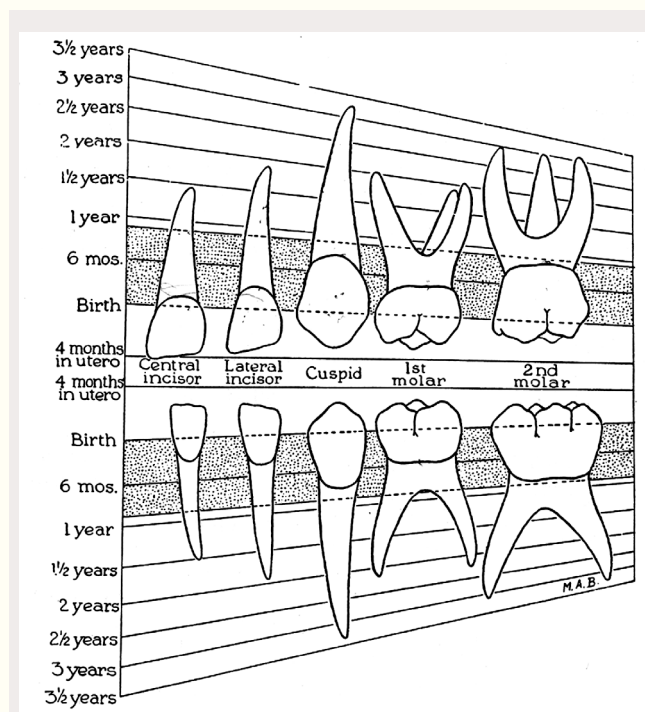 3½ years
3 years
2½ years
2 years
1½ years
1 year
6 mos.
Birth
4 months
in utero
Central
incisor
Lateral
incisor
Cuspid
1st
molar
2nd
molar
4 months
in utero
Birth
6 mos.
1 year
1½ years
2 years
2½ years
3 years
3½ years
M.A.B.